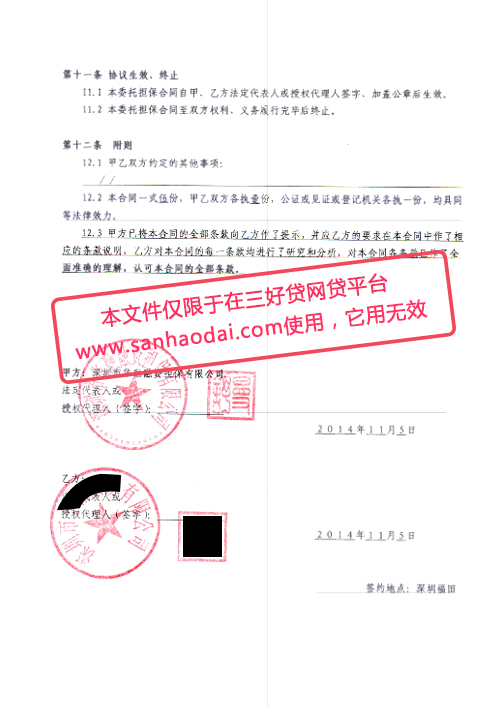 第十一条 协议生效、终止
11.1 本委托担保合同自甲、乙方法定代表人或授权代理人签字、加盖公章后生效。
11.2 本委托担保合同至双方权利、义务履行完毕后终止。
第十二条 附则
12.1 甲乙双方约定的其他事项:
//
12.2 本合同一式伍份,甲乙双方各执壹份,公证或见证或登记机关各执一份,均具同
等法律效力。
12.3 甲方已将本合同的全部条款向乙方作了提示,并应乙方的要求在本合同中作了相
应的条款说明,乙方对本合同的每一条款均进行了研究和分析,对本合同各条款已作了全
面准确的理解,认可本合同的全部条款。
本文件仅限于在三好贷网贷平台
www.sanhaodai.com使用,它用无效
甲方:深圳市 融资担保有限公司
法定代表人或
授权代理人(签字):
2014年11月5日
乙方:
代表人或
授权代理人(签字):
深圳市 有限公司
2014年11月5日
签约地点:深圳福田